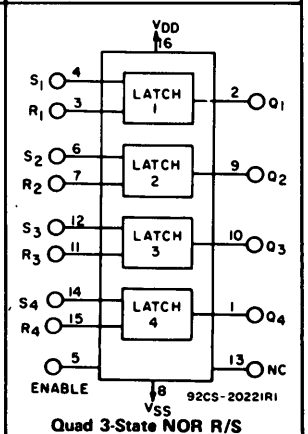 VDD
16
S1 4
LATCH 1
2 Q1
R1 3
S2 6
LATCH 2
9 Q2
R2 7
S3 12
LATCH 3
10 Q3
R3 11
S4 14
LATCH 4
1 Q4
R4 15
5
ENABLE
13 NC
8
VSS
92CS-20221R1
Quad 3-State NOR R/S